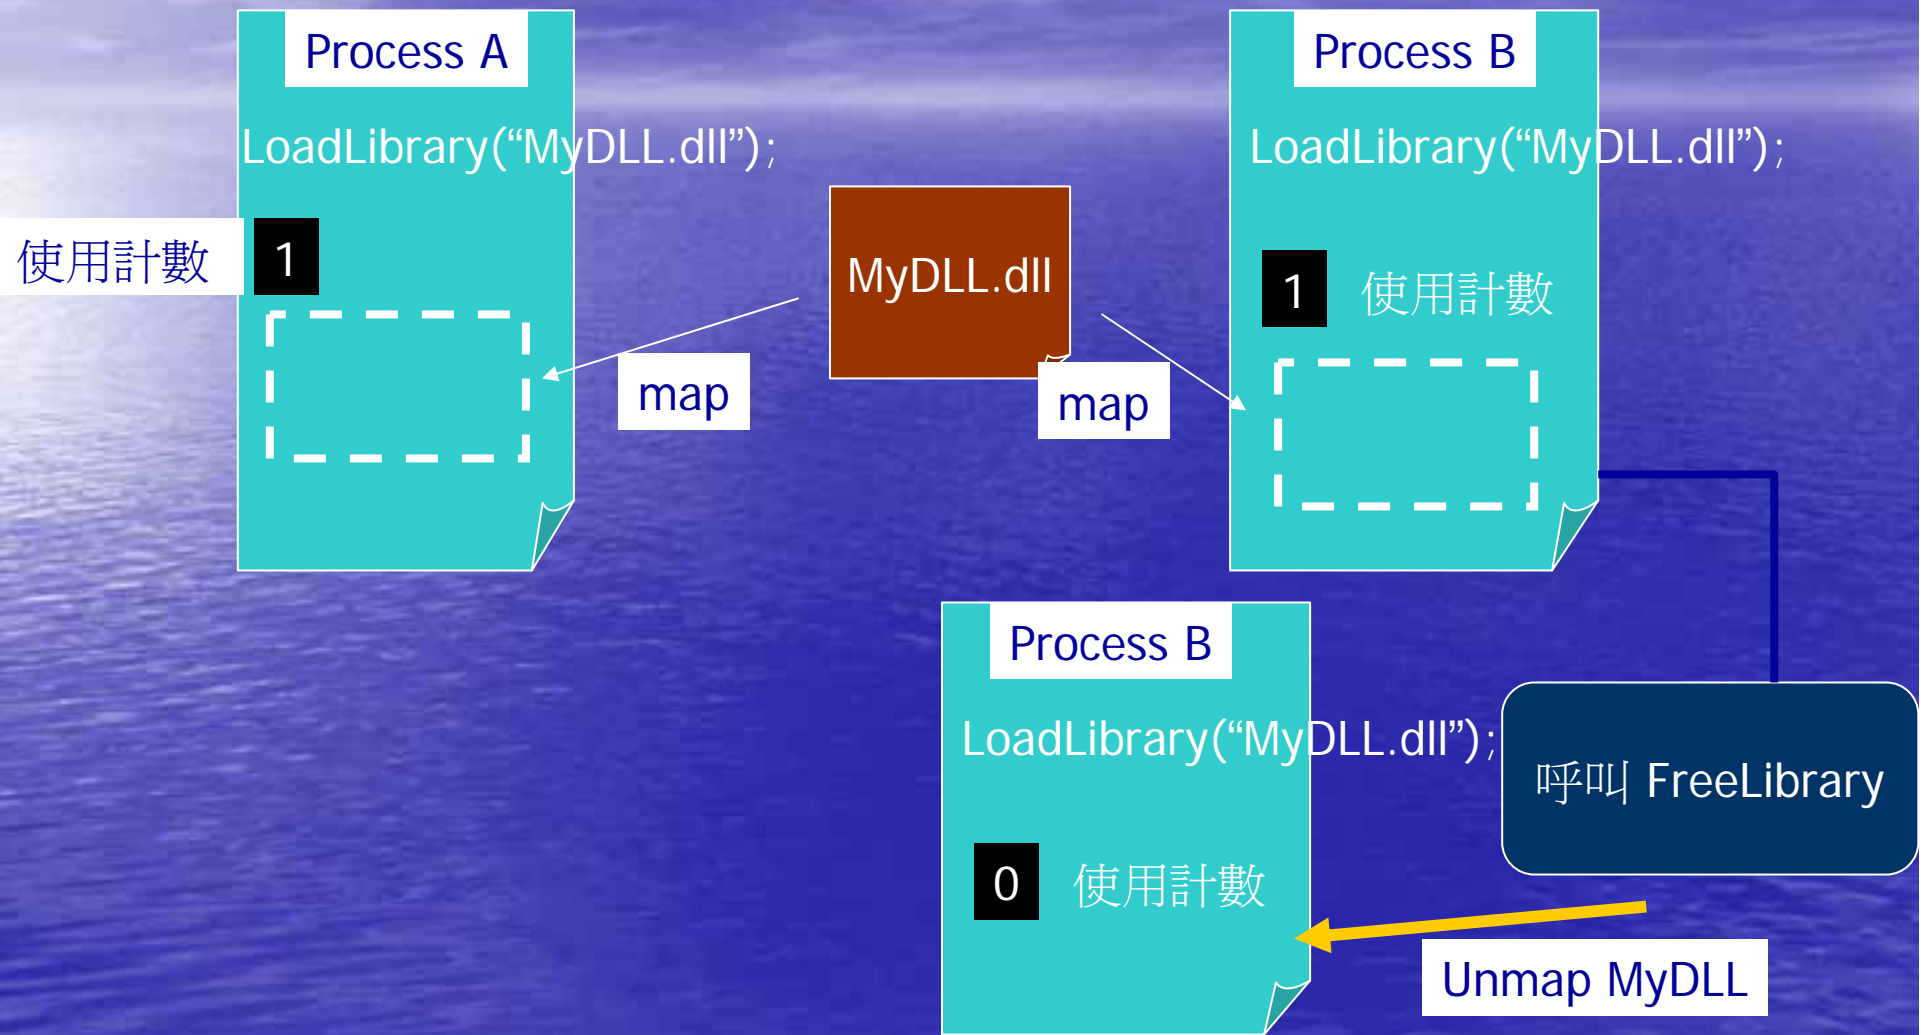 Process A
LoadLibrary(“MyDLL.dll”);
使用計數 1
map
MyDLL.dll
map
Process B
LoadLibrary(“MyDLL.dll”);
1 使用計數
Process B
LoadLibrary(“MyDLL.dll”);
0 使用計數
呼叫 FreeLibrary
Unmap MyDLL